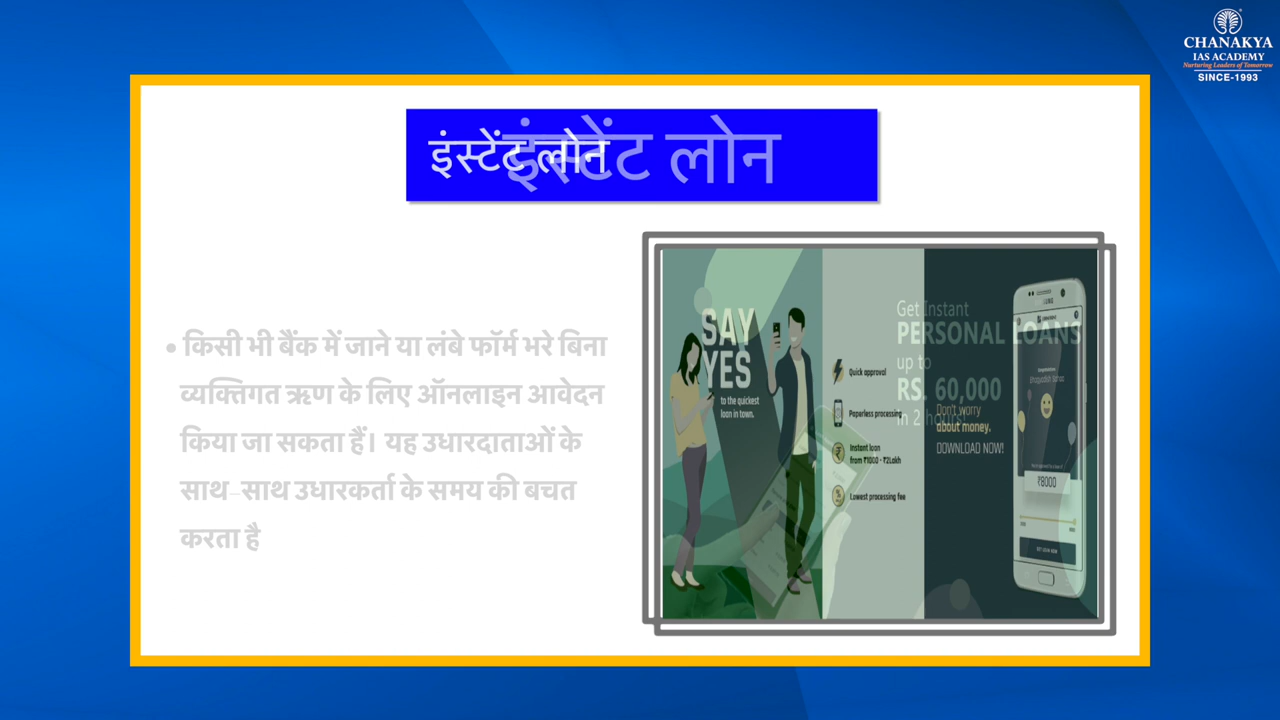 CHANAKYA
IAS ACADEMY
Nurturing Leaders of Tomorrow
SINCE-1993
इंस्टेंट लोन
इंस्टेंट लोन
• किसी भी बैंक में जाने या लंबे फॉर्म भरे बिना
व्यक्तिगत ऋण के लिए ऑनलाइन आवेदन
किया जा सकता हैं। यह उधारदाताओं के
साथ-साथ उधारकर्ता के समय की बचत
करता है
SAY
YES
to the quickest
loan in town.
Quick approval
Paperless processing
Instant loan
from ₹1000 - ₹2Lakh
Lowest processing fee
Get Instant
PERSONAL LOANS
up to
RS. 60,000
in 2 hours!
Don't worry
about money.
DOWNLOAD NOW!
₹8000